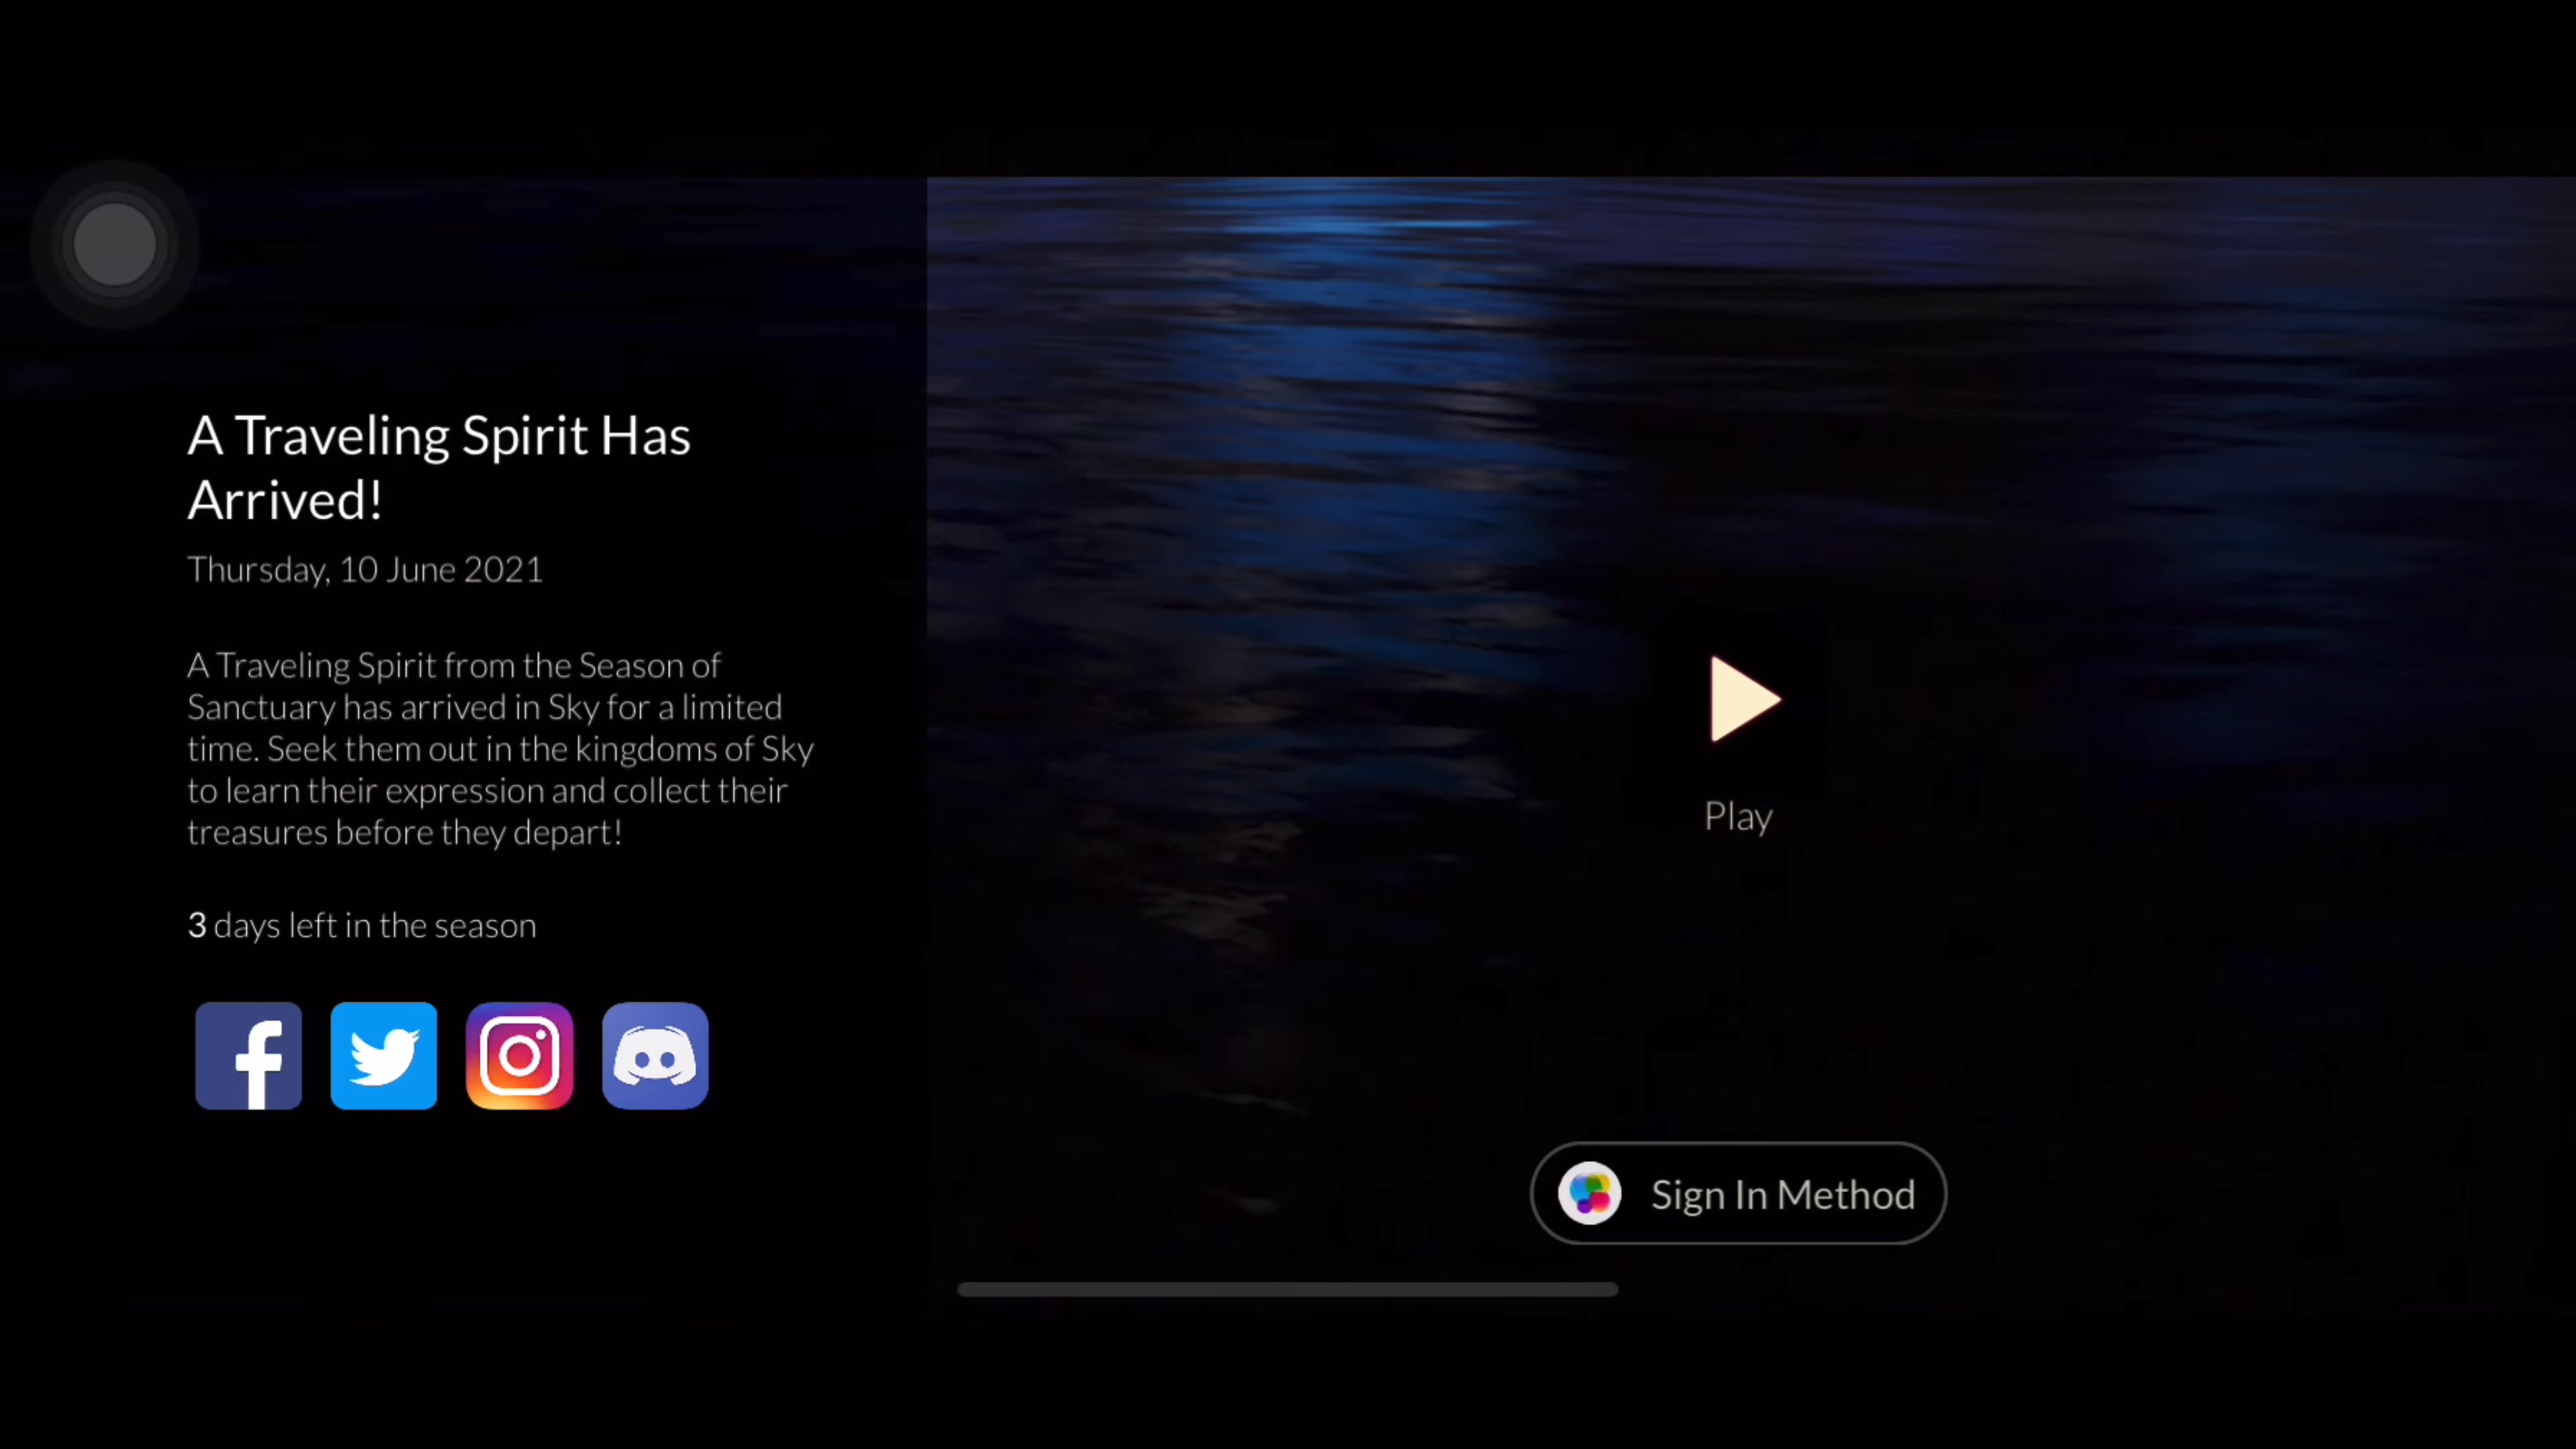 A Traveling Spirit Has
Arrived!
Thursday, 10 June 2021
A Traveling Spirit from the Season of
Sanctuary has arrived in Sky for a limited
time. Seek them out in the kingdoms of Sky
to learn their expression and collect their
treasures before they depart!
3 days left in the season
Play
Sign In Method